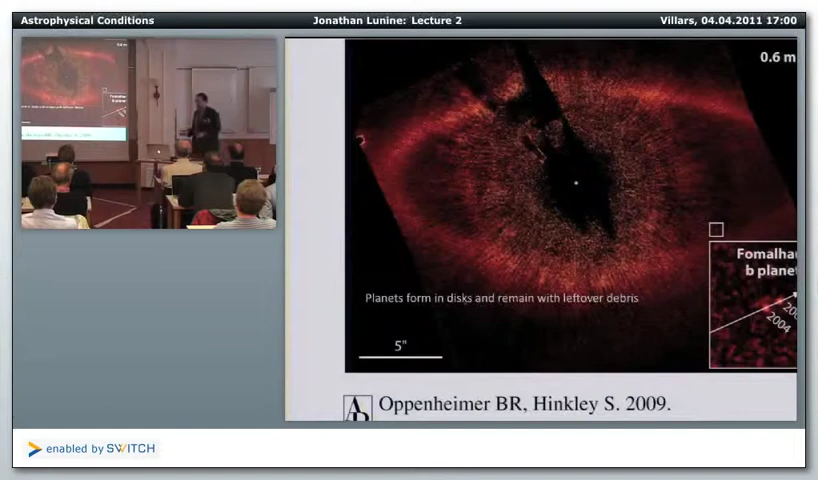 Astrophysical Conditions
Jonathan Lunine: Lecture 2
Villars, 04.04.2011 17:00
0.6 m
Planets form in disks and remain with leftover debris
Fomalha
b plane
2004
5"
Oppenheimer BR, Hinkley S. 2009.
enabled by SWITCH